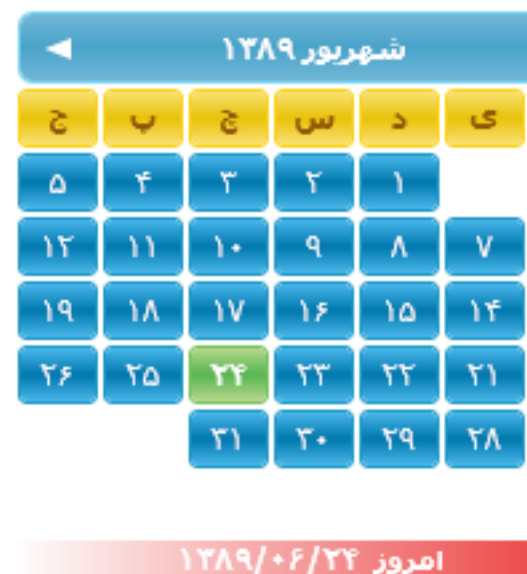 شهریور ۱۳۸۹
ی د س چ پ ج
۱ ۲ ۳ ۴ ۵
۷ ۸ ۹ ۱۰ ۱۱ ۱۲
۱۴ ۱۵ ۱۶ ۱۷ ۱۸ ۱۹
۲۱ ۲۲ ۲۳ ۲۴ ۲۵ ۲۶
۲۸ ۲۹ ۳۰ ۳۱
امروز ۱۳۸۹/۰۶/۲۴